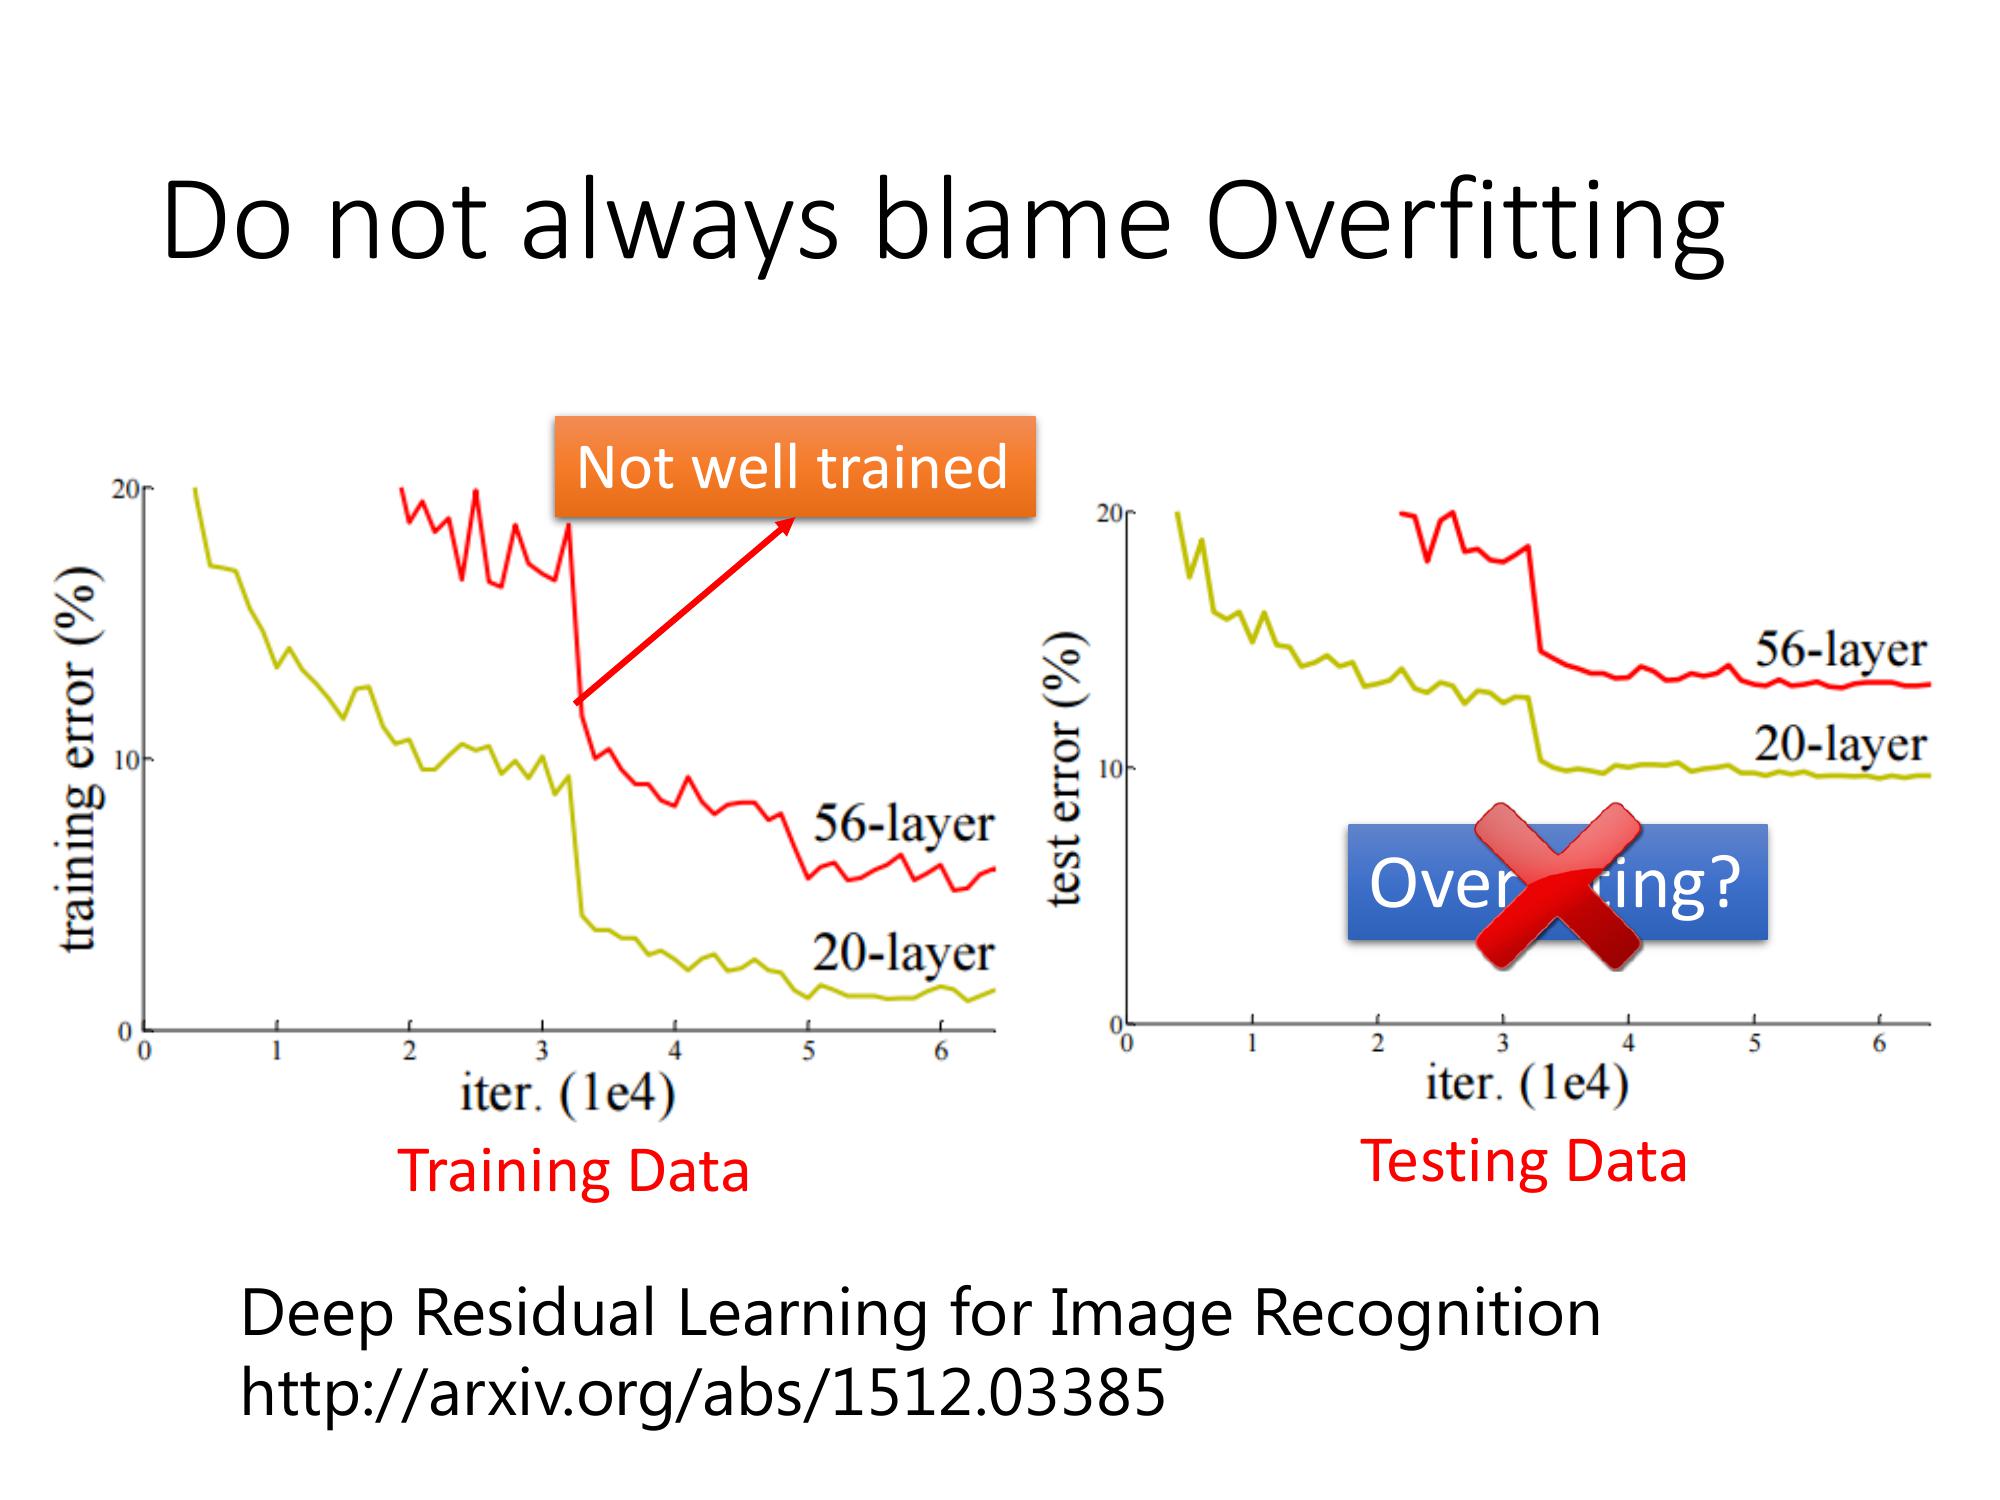 Do not always blame Overfitting
Not well trained
training error (%)
20
10
0
0 1 2 3 4 5 6
iter. (1e4)
56-layer
20-layer
Training Data
test error (%)
20
10
0
0 1 2 3 4 5 6
iter. (1e4)
56-layer
20-layer
Testing Data
Deep Residual Learning for Image Recognition
http://arxiv.org/abs/1512.03385